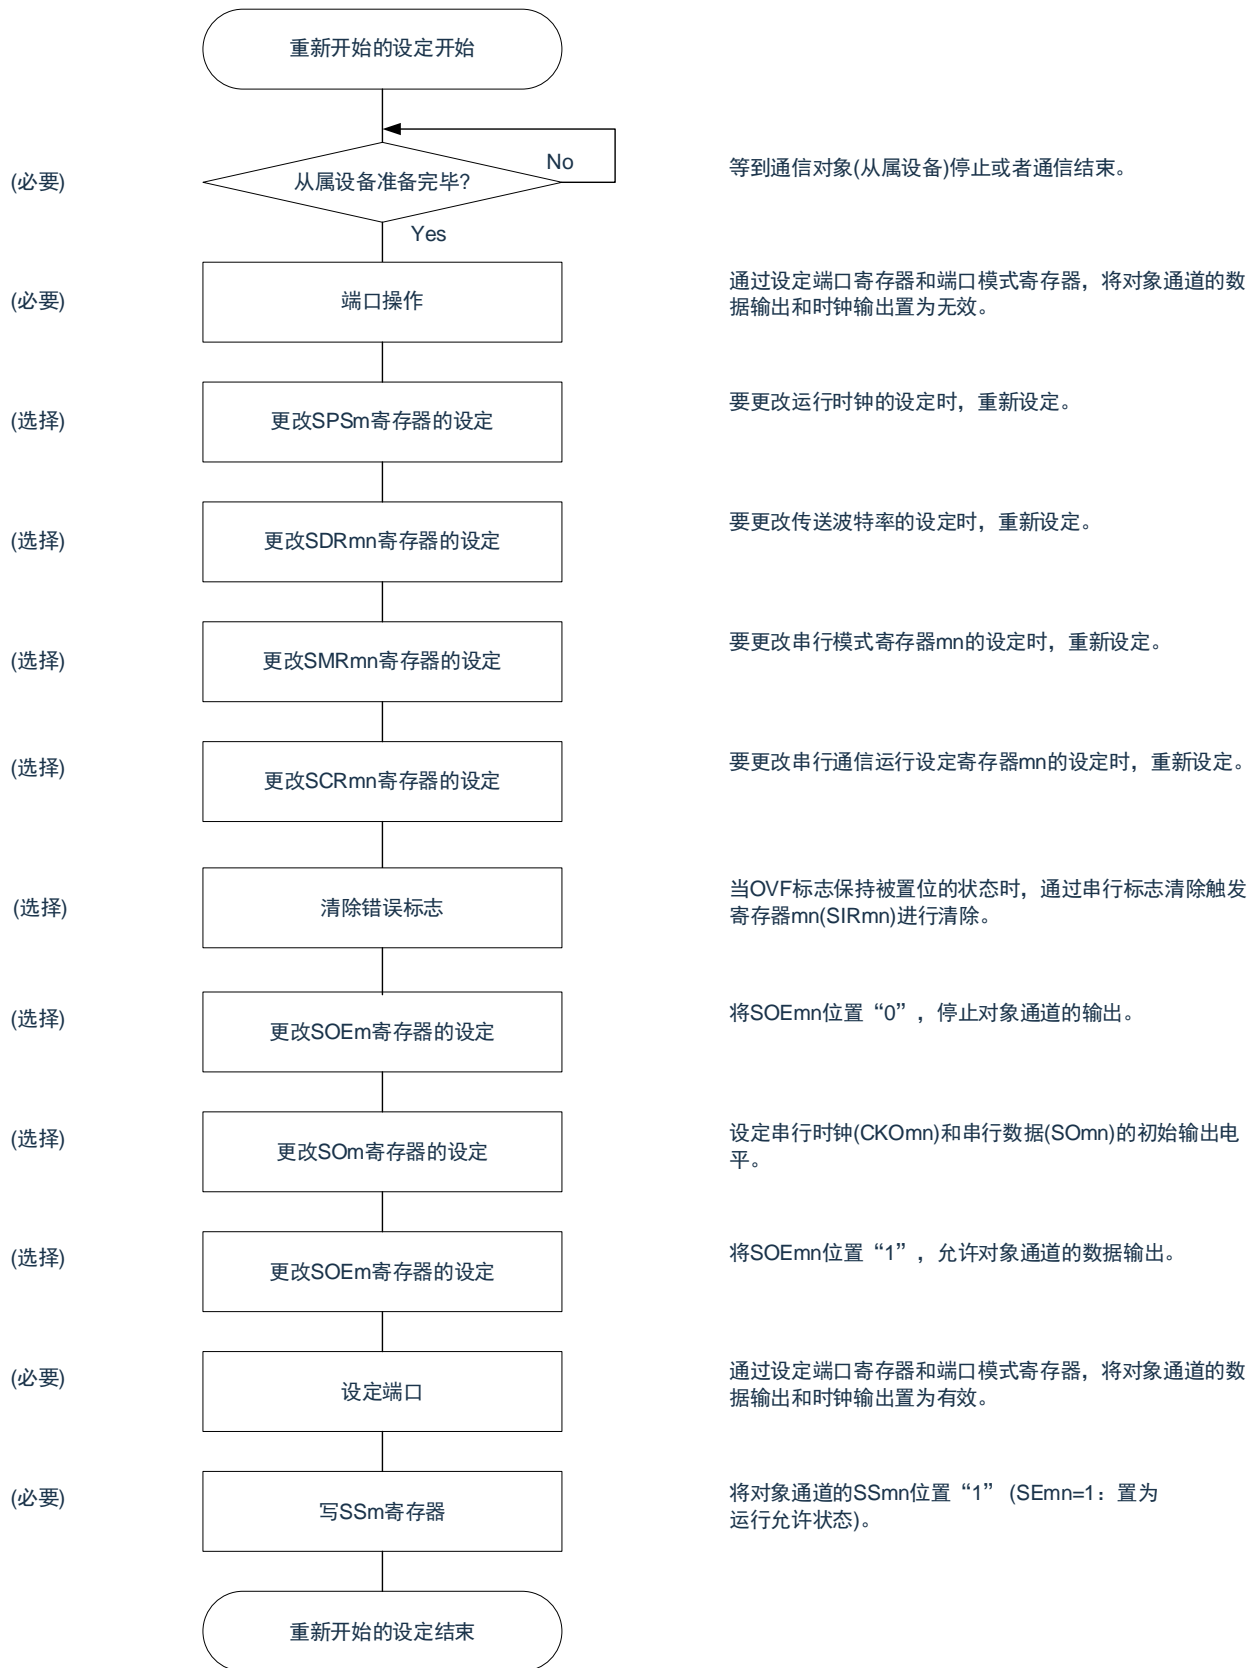 重新开始的设定开始
No
(必要)
从属设备准备完毕?
等到通信对象(从属设备)停止或者通信结束。
Yes
(必要)
端口操作
通过设定端口寄存器和端口模式寄存器，将对象通道的数
据输出和时钟输出置为无效。
(选择)
更改SPSm寄存器的设定
要更改运行时钟的设定时，重新设定。
(选择)
更改SDRmn寄存器的设定
要更改传送波特率的设定时，重新设定。
(选择)
更改SMRmn寄存器的设定
要更改串行模式寄存器mn的设定时，重新设定。
(选择)
更改SCRmn寄存器的设定
要更改串行通信运行设定寄存器mn的设定时，重新设定。
(选择)
清除错误标志
当OVF标志保持被置位的状态时，通过串行标志清除触发
寄存器mn(SIRmn)进行清除。
(选择)
更改SOEm寄存器的设定
将SOEmn位置“0”，停止对象通道的输出。
(选择)
更改SOm寄存器的设定
设定串行时钟(CKOmn)和串行数据(SOmn)的初始输出电
平。
(选择)
更改SOEm寄存器的设定
将SOEmn位置“1”，允许对象通道的数据输出。
(必要)
设定端口
通过设定端口寄存器和端口模式寄存器，将对象通道的数
据输出和时钟输出置为有效。
(必要)
写SSm寄存器
将对象通道的SSmn位置“1” (SEmn=1：置为
运行允许状态)。
重新开始的设定结束